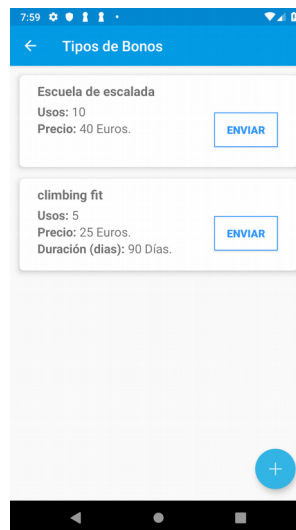 7:59
Tipos de Bonos
Escuela de escalada
Usos: 10
Precio: 40 Euros.
ENVIAR
climbing fit
Usos: 5
Precio: 25 Euros.
Duración (dias): 90 Días.
ENVIAR